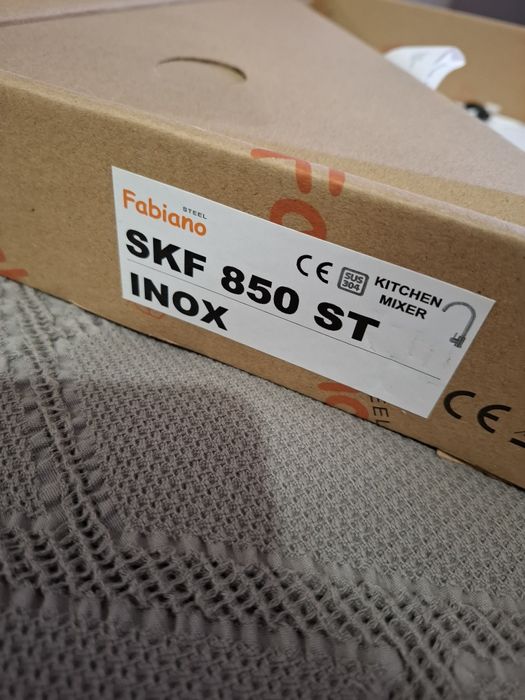 STEEL
Fabiano
SKF 850 ST
INOX
CE
SUS
304
KITCHEN
MIXER
CE